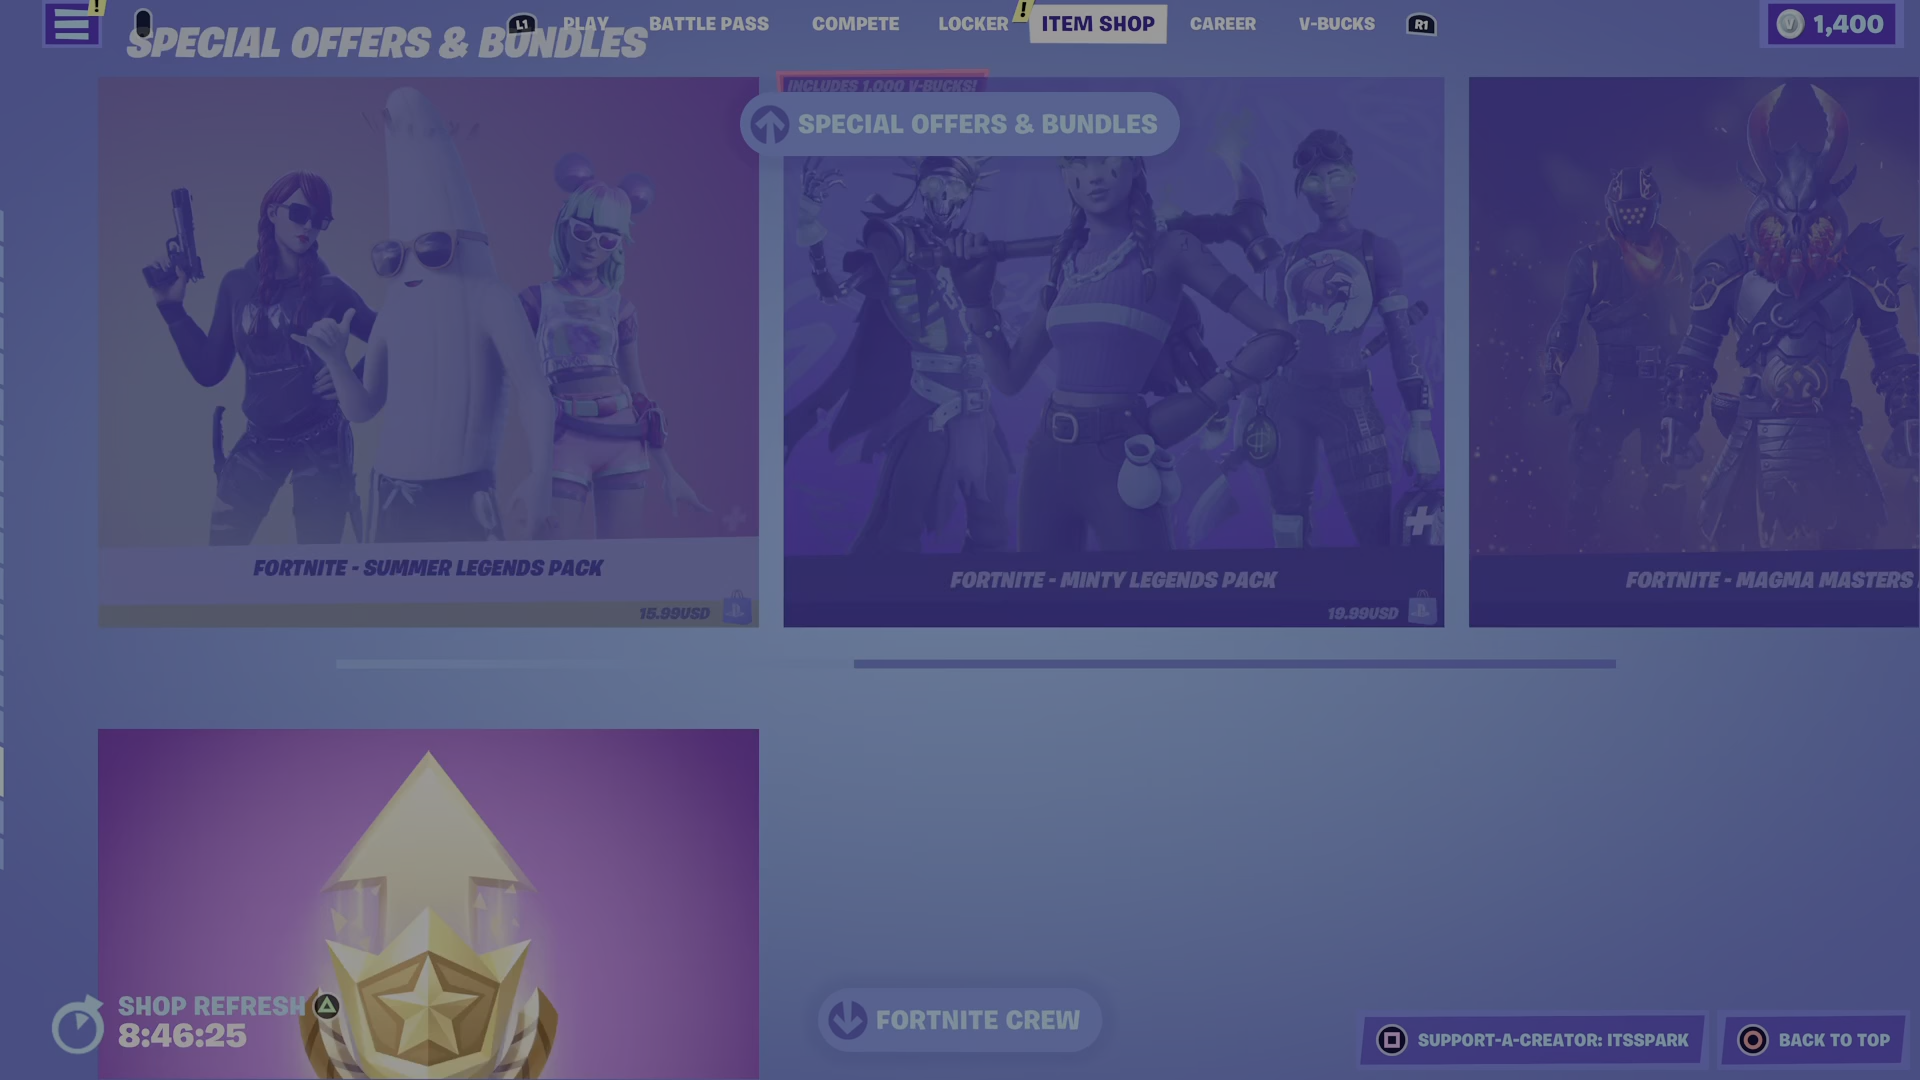 L1
PLAY
BATTLE PASS
COMPETE
LOCKER
ITEM SHOP
CAREER
V-BUCKS
R1
1,400
SPECIAL OFFERS & BUNDLES
INCLUDES 1,000 V-BUCKS!
SPECIAL OFFERS & BUNDLES
FORTNITE - SUMMER LEGENDS PACK
15.99USD
FORTNITE - MINTY LEGENDS PACK
19.99USD
FORTNITE - MAGMA MASTERS
SHOP REFRESH
8:46:25
FORTNITE CREW
SUPPORT-A-CREATOR: ITSSPARK
BACK TO TOP